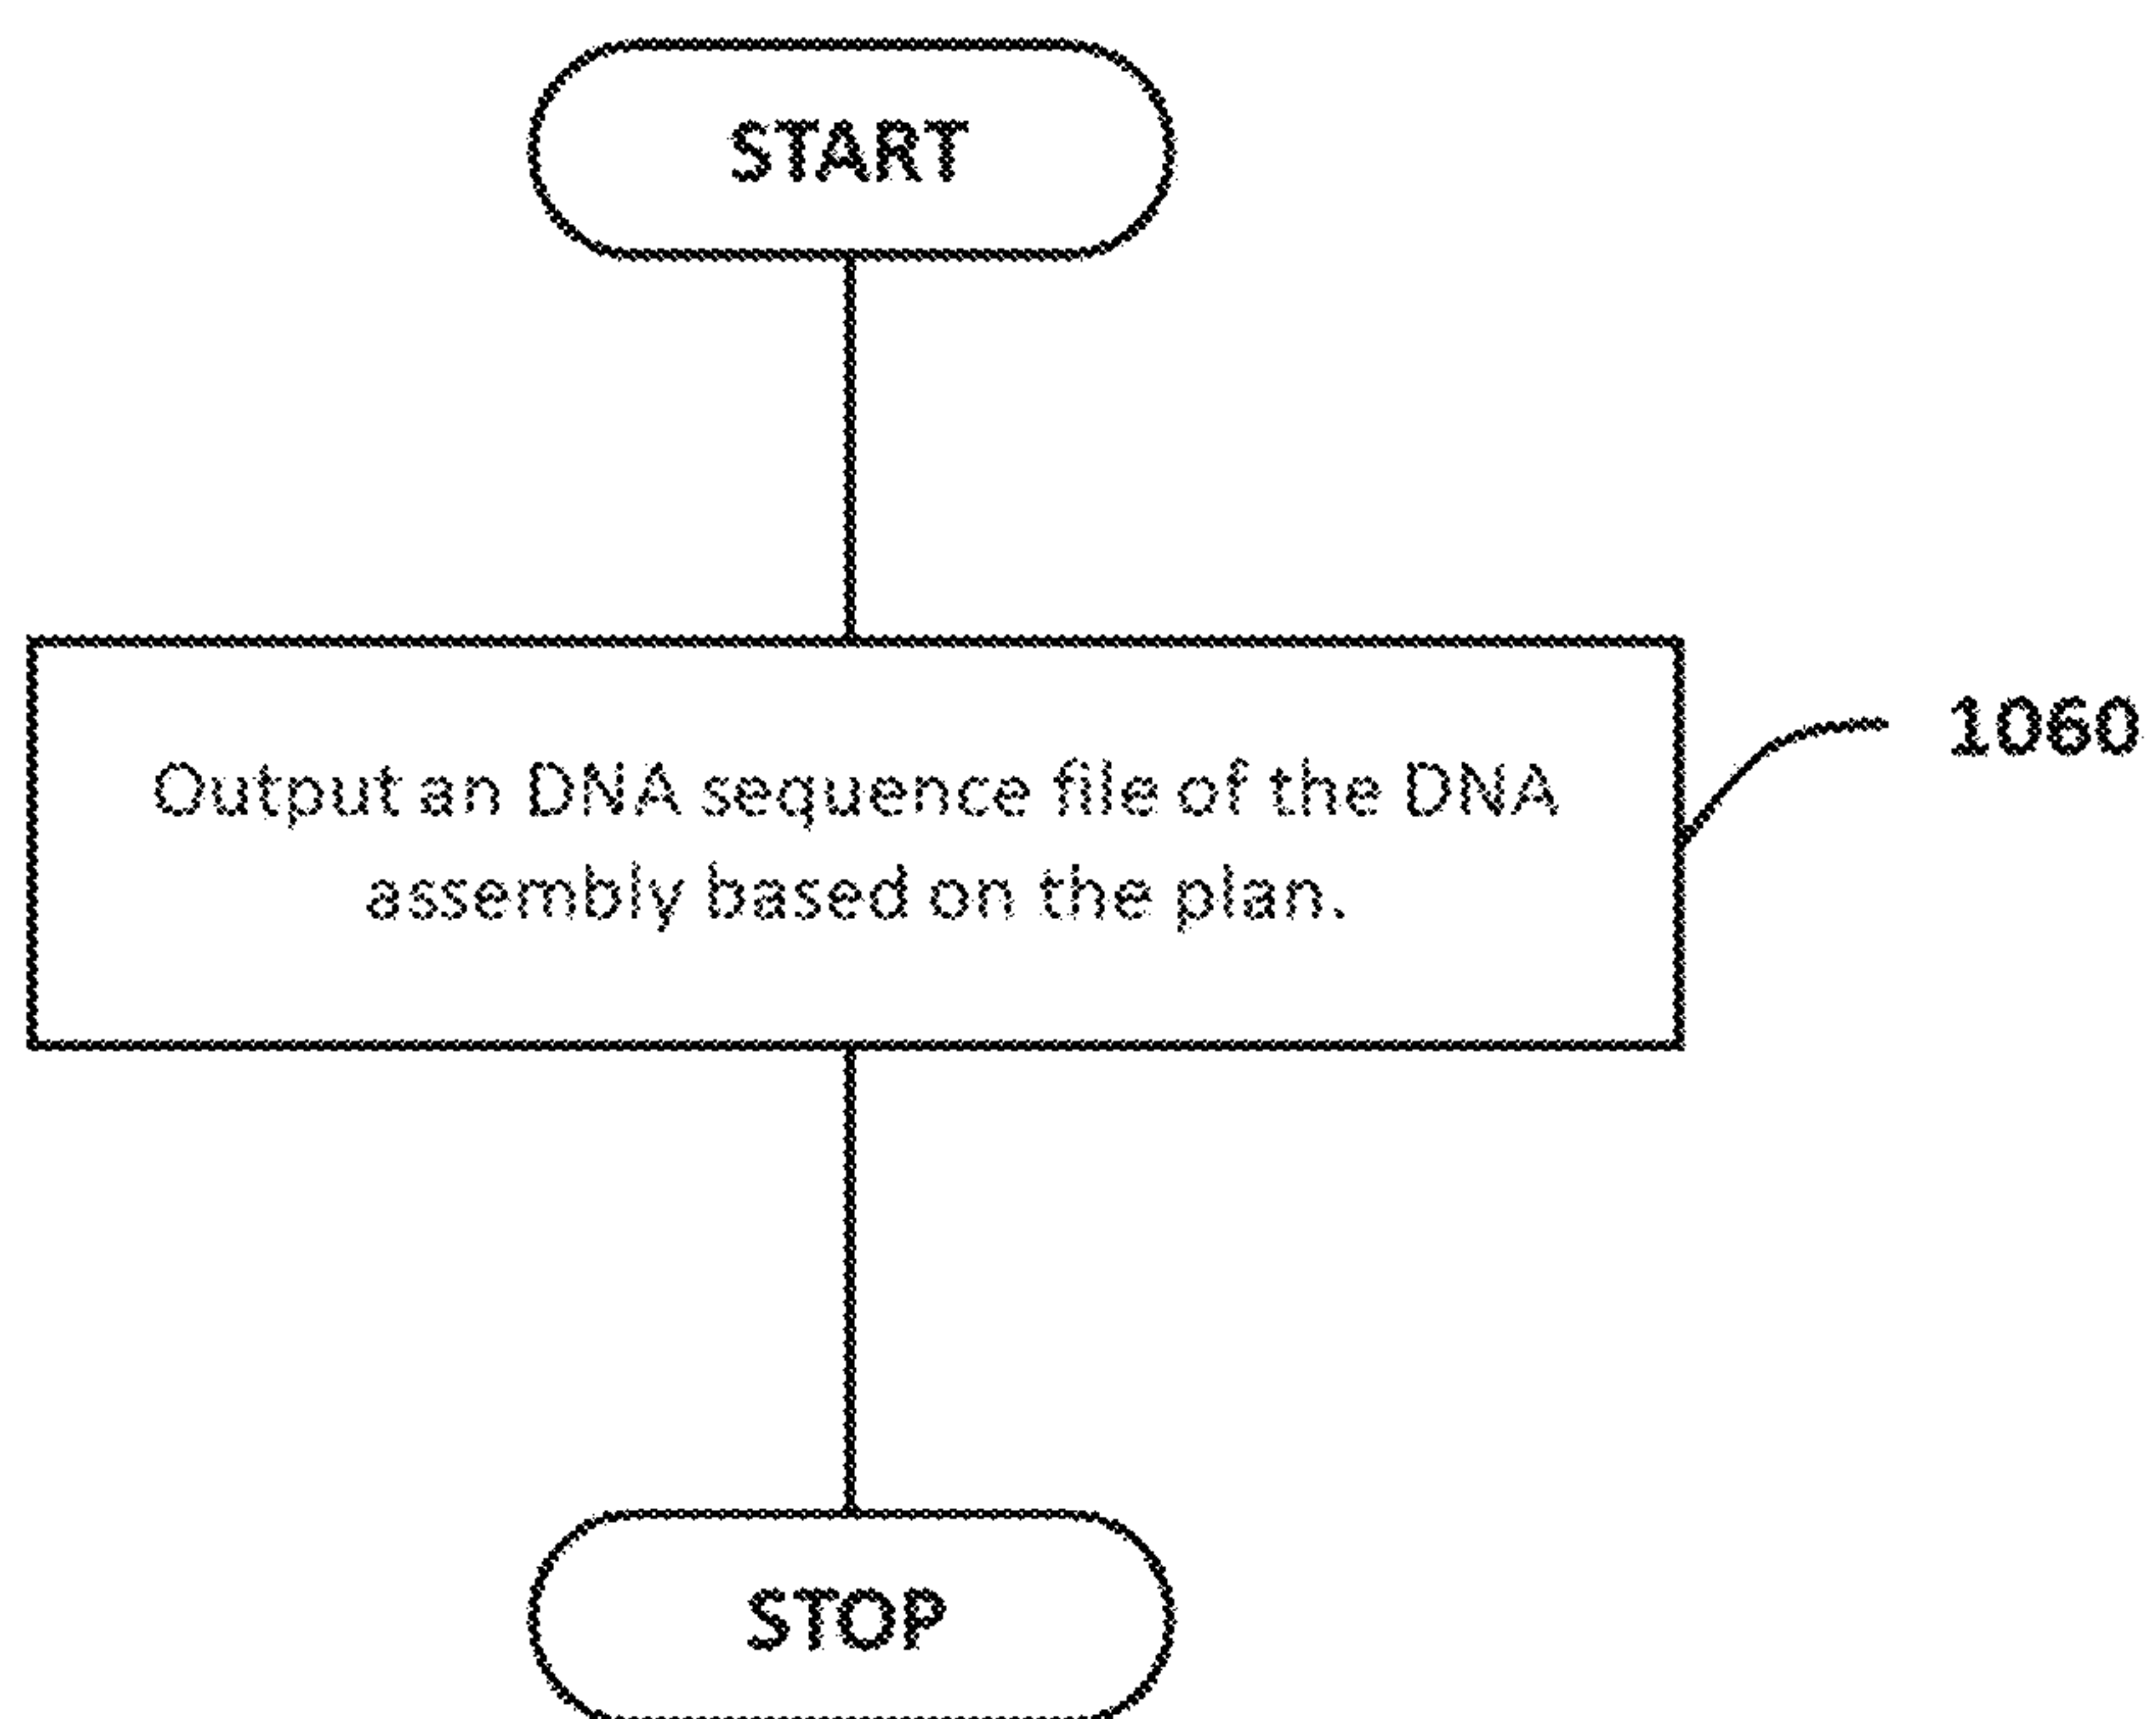 START
1060
Output an DNA sequence file of the DNA
assembly based on the plan.
STOP